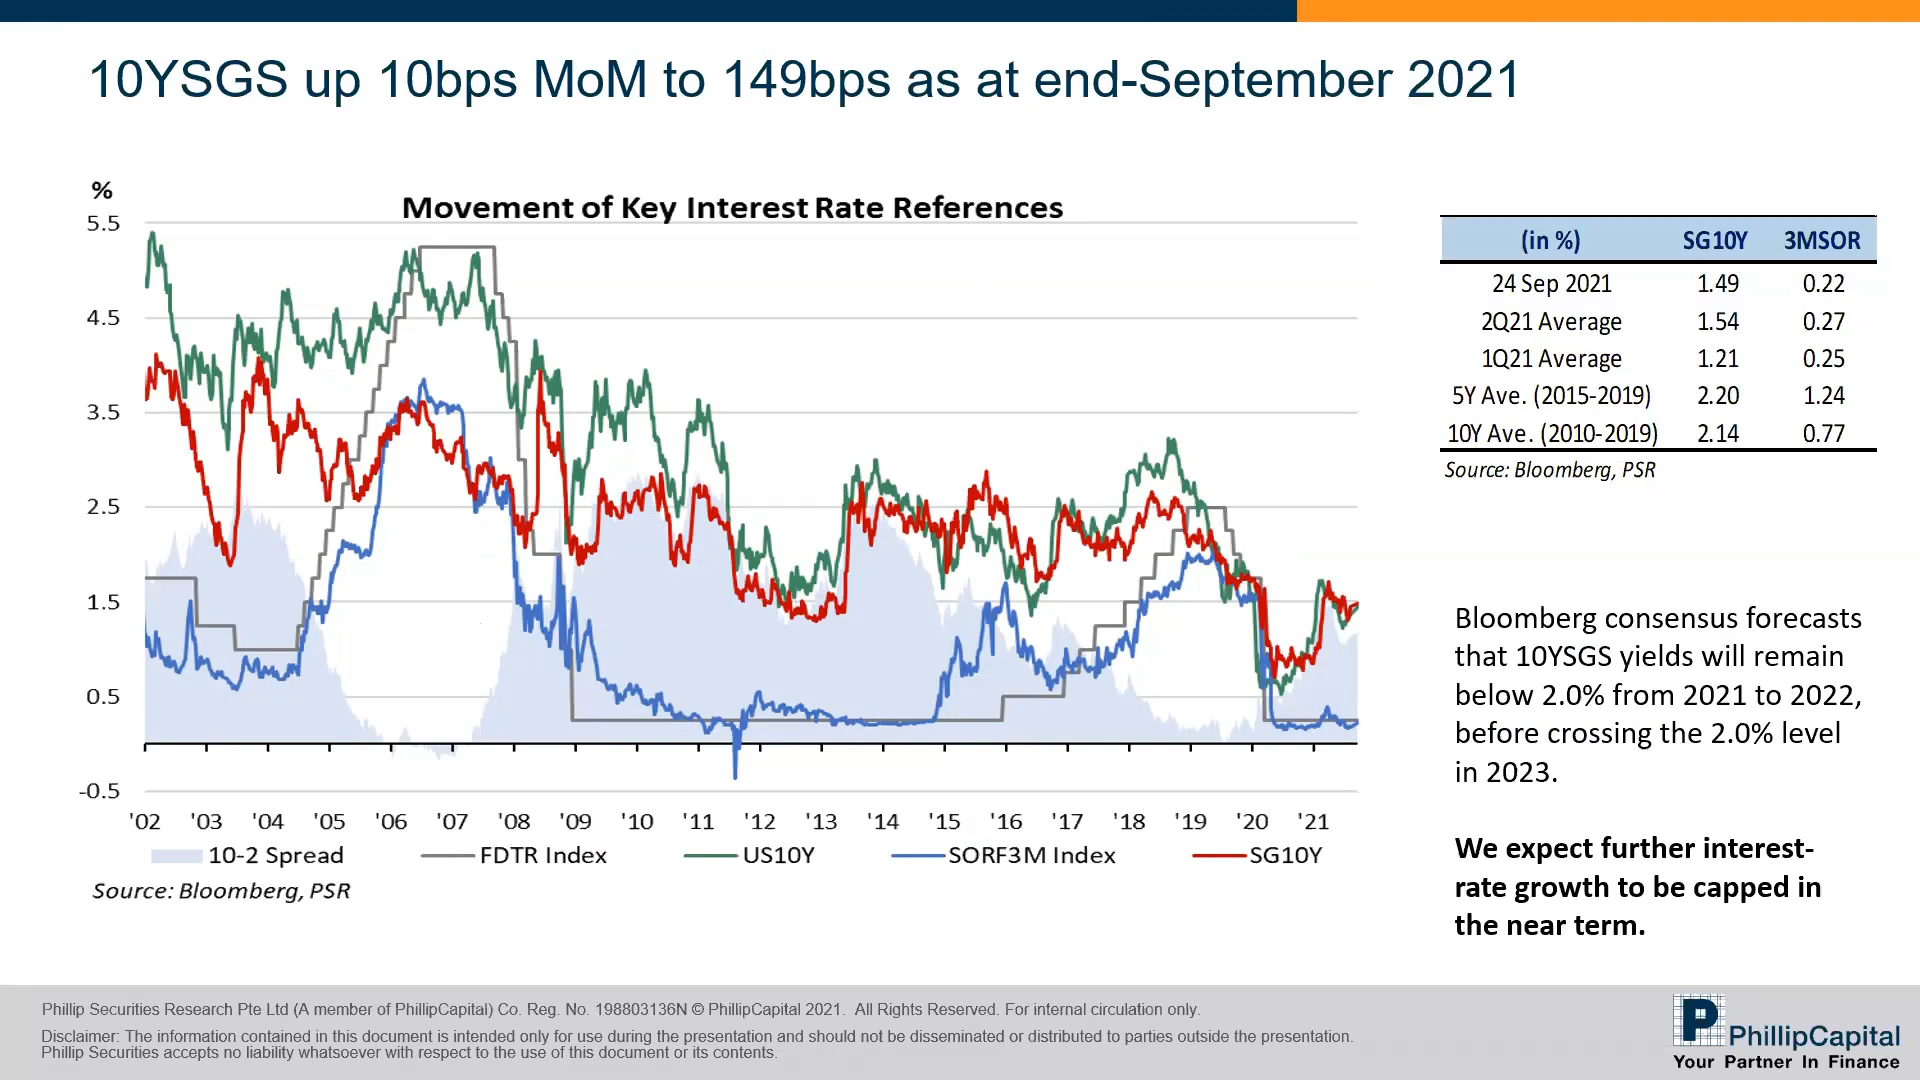 10YSGS up 10bps MoM to 149bps as at end-September 2021
%
Movement of Key Interest Rate References
5.5
4.5
3.5
2.5
1.5
0.5
-0.5
'02 '03 '04 '05 '06 '07 '08 '09 '10 '11 '12 '13 '14 '15 '16 '17 '18 '19 '20 '21
10-2 Spread FDTR Index US10Y SORF3M Index SG10Y
Source: Bloomberg, PSR
(in %) SG10Y 3MSOR
24 Sep 2021 1.49 0.22
2Q21 Average 1.54 0.27
1Q21 Average 1.21 0.25
5Y Ave. (2015-2019) 2.20 1.24
10Y Ave. (2010-2019) 2.14 0.77
Source: Bloomberg, PSR
Bloomberg consensus forecasts
that 10YSGS yields will remain
below 2.0% from 2021 to 2022,
before crossing the 2.0% level
in 2023.
We expect further interest-
rate growth to be capped in
the near term.
Phillip Securities Research Pte Ltd (A member of PhillipCapital) Co. Reg. No. 198803136N © PhillipCapital 2021. All Rights Reserved. For internal circulation only.
Disclaimer: The information contained in this document is intended only for use during the presentation and should not be disseminated or distributed to parties outside the presentation.
Phillip Securities accepts no liability whatsoever with respect to the use of this document or its contents.
P
PhillipCapital
Your Partner In Finance